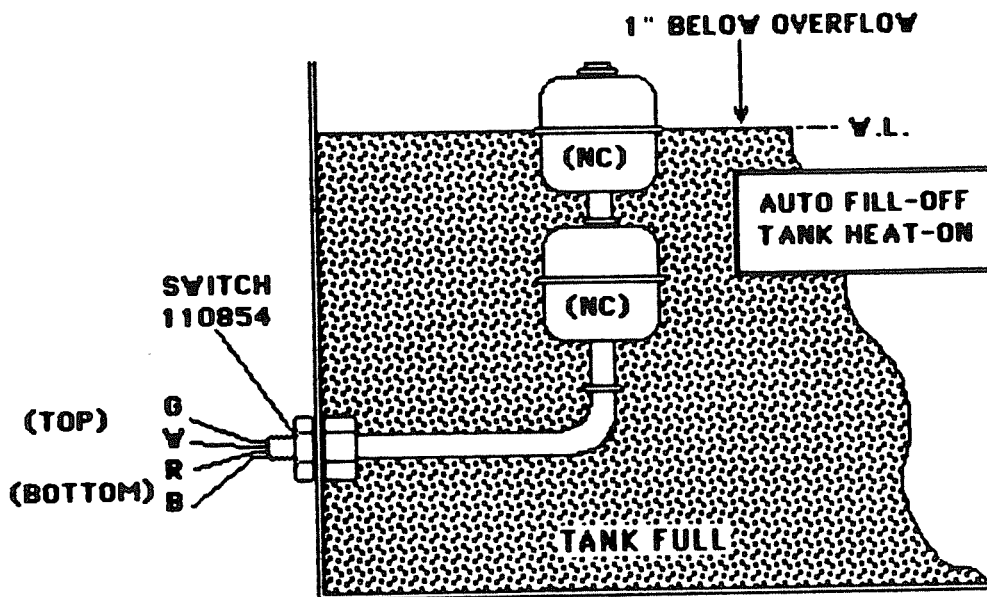 1" BELOW OVERFLOW
W.L.
(NC)
AUTO FILL-OFF
TANK HEAT-ON
(NC)
SWITCH
110854
(TOP)
G
W
R
(BOTTOM)
B
TANK FULL